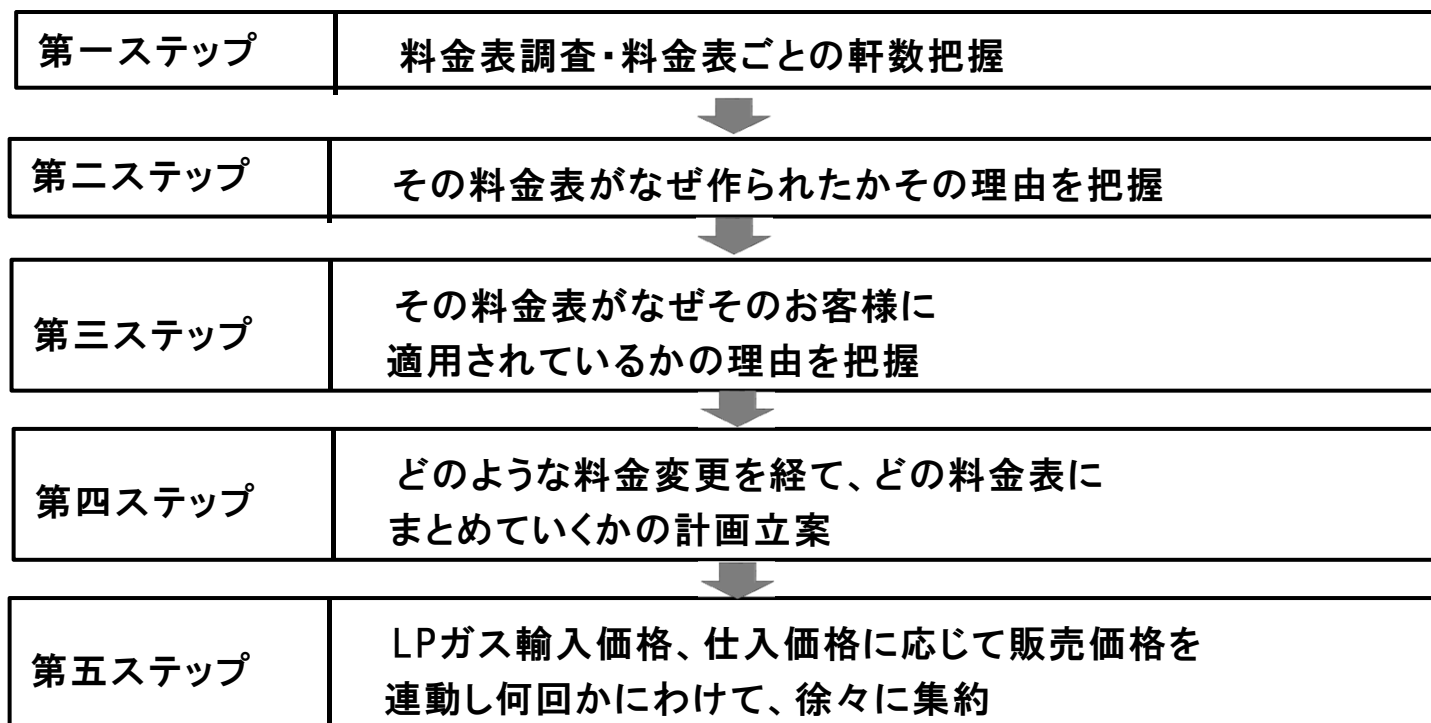 第一ステップ
料金表調査・料金表ごとの軒数把握
第二ステップ
その料金表がなぜ作られたかその理由を把握
第三ステップ
その料金表がなぜそのお客様に
適用されているかの理由を把握
第四ステップ
どのような料金変更を経て、どの料金表に
まとめていくかの計画立案
第五ステップ
LPガス輸入価格、仕入価格に応じて販売価格を
連動し何回かにわけて、徐々に集約